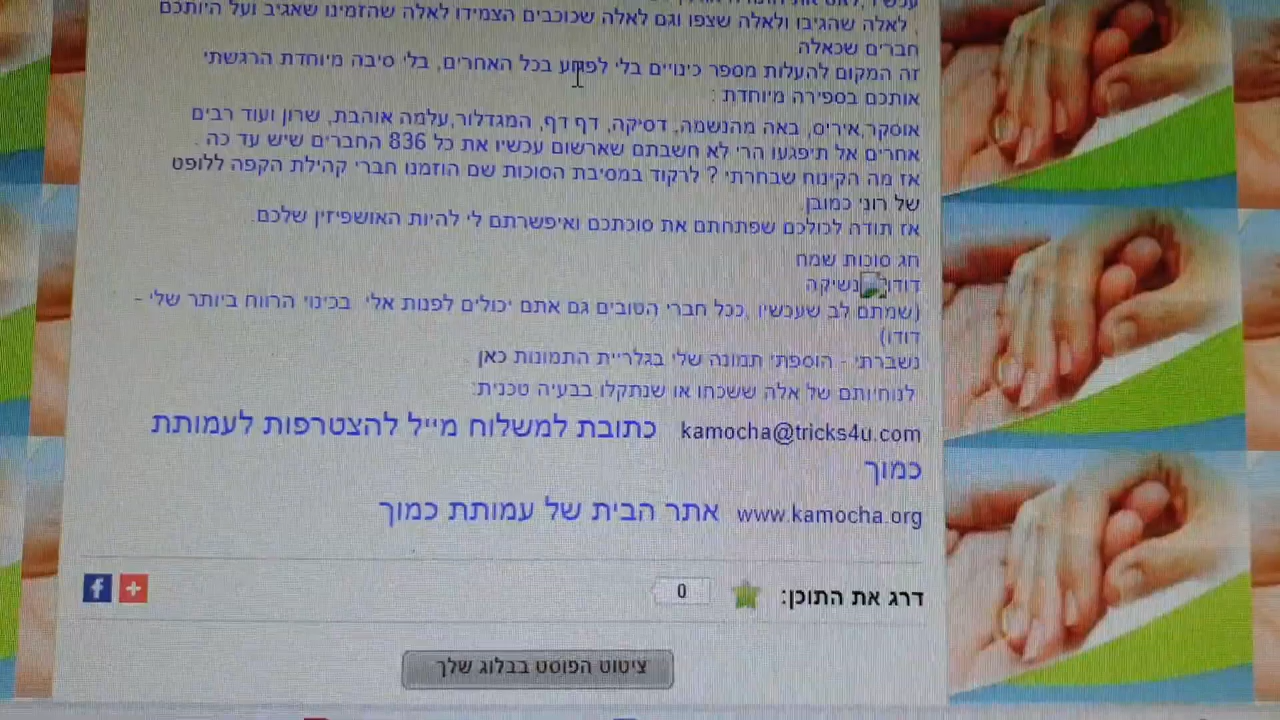 , לאלה שהגיבו ולאלה שצפו וגם לאלה שכוכבים הצמידו לאלה שהזמינו שאגיב ועל היותכם
חברים שכאלה
זה המקום להעלות מספר כינויים בלי לפגוע בכל האחרים, בלי סיבה מיוחדת הרגשתי
אותכם בספירה מיוחדת :
אוסקר,איריס, באה מהנשמה, דסיקה, דף דף, המגדלור,עלמה אוהבת, שרון ועוד רבים
אחרים אל תיפגעו הרי לא חשבתם שארשום עכשיו את כל 836 החברים שיש עד כה .
אז מה הקינוח שבחרתי ? לרקוד במסיבת הסוכות שם הוזמנו חברי קהילת הקפה ללופט
של רוני כמובן.
אז תודה לכולכם שפתחתם את סוכתכם ואיפשרתם לי להיות האושפיזין שלכם.
חג סוכות שמח
דודו נשיקה
(שמתם לב שעכשיו ,ככל חברי הטובים גם אתם יכולים לפנות אלי בכינוי הרווח ביותר שלי -
דודו)
נשברתי - הוספתי תמונה שלי בגלריית התמונות כאן
לנוחיותם של אלה ששכחו או שנתקלו בבעיה טכנית:
kamocha@tricks4u.com כתובת למשלוח מייל להצטרפות לעמותת
כמוך
www.kamocha.org אתר הבית של עמותת כמוך
דרג את התוכן: 0
ציטוט הפוסט בבלוג שלך